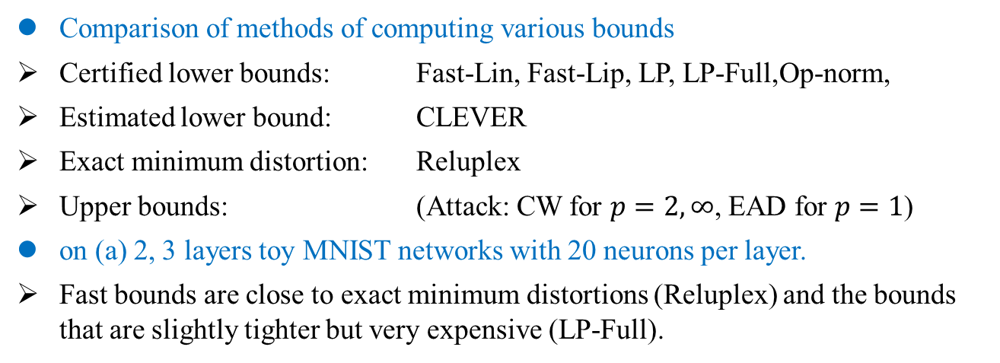 ● Comparison of methods of computing various bounds
➢ Certified lower bounds: Fast-Lin, Fast-Lip, LP, LP-Full,Op-norm,
➢ Estimated lower bound: CLEVER
➢ Exact minimum distortion: Reluplex
➢ Upper bounds: (Attack: CW for 𝑝 = 2, ∞, EAD for 𝑝 = 1)
● on (a) 2, 3 layers toy MNIST networks with 20 neurons per layer.
➢ Fast bounds are close to exact minimum distortions (Reluplex) and the bounds
that are slightly tighter but very expensive (LP-Full).